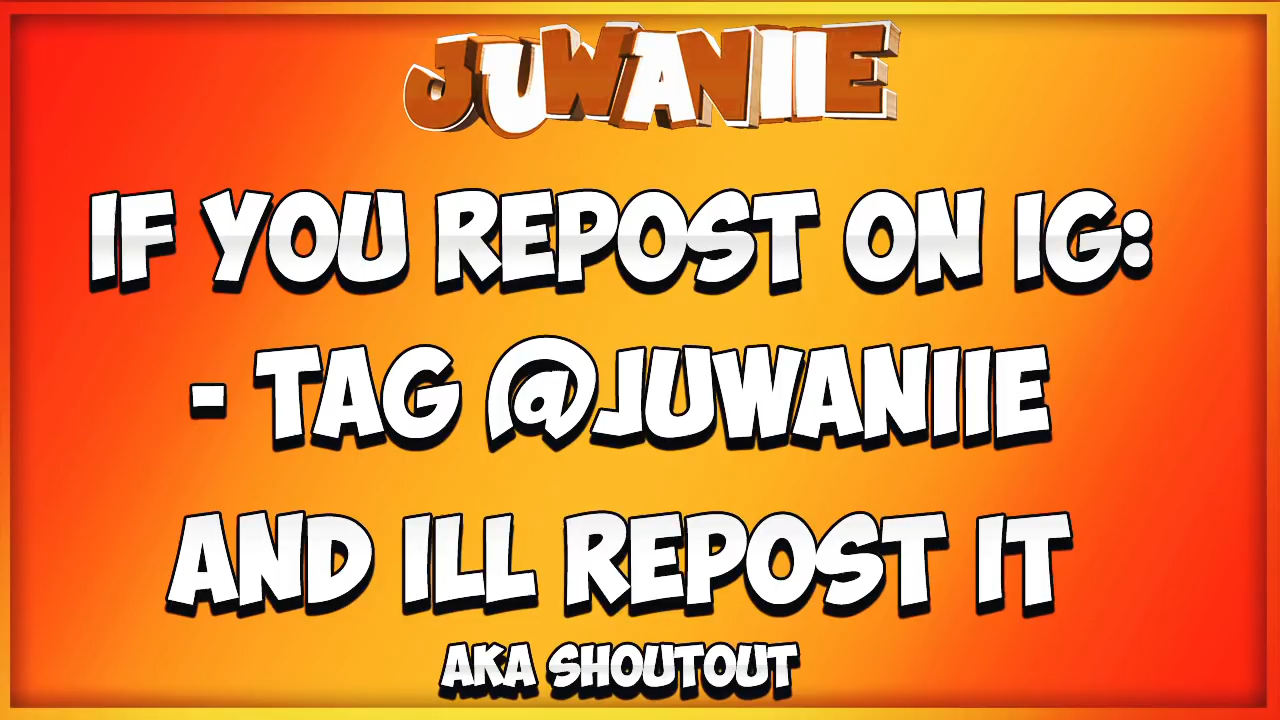 JUWANIIE
IF YOU REPOST ON IG:
- TAG @JUWANIIE
AND ILL REPOST IT
AKA SHOUTOUT